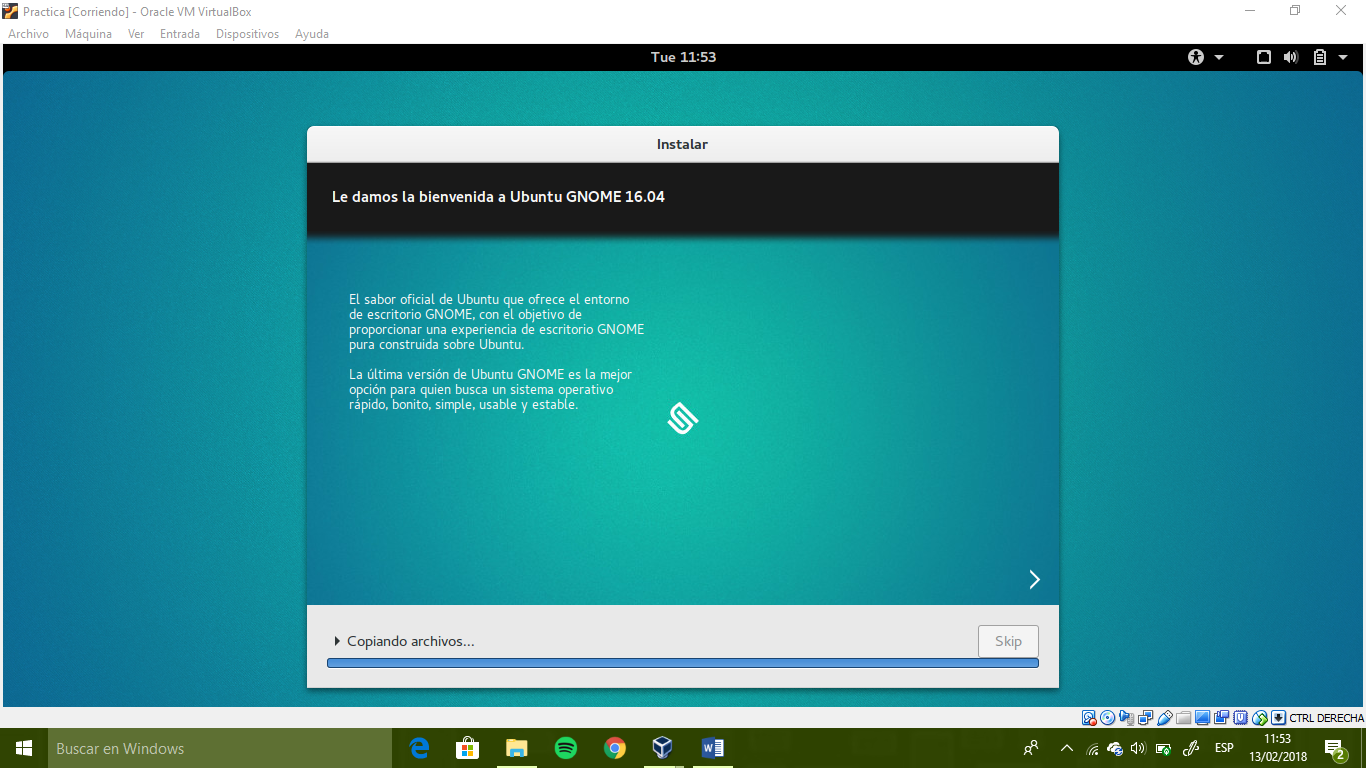 Practica [Corriendo] - Oracle VM VirtualBox
Archivo Máquina Ver Entrada Dispositivos Ayuda
Tue 11:53
Instalar
Le damos la bienvenida a Ubuntu GNOME 16.04
El sabor oficial de Ubuntu que ofrece el entorno
de escritorio GNOME, con el objetivo de
proporcionar una experiencia de escritorio GNOME
pura construida sobre Ubuntu.
La última versión de Ubuntu GNOME es la mejor
opción para quien busca un sistema operativo
rápido, bonito, simple, usable y estable.
Copiando archivos...
Skip
CTRL DERECHA
Buscar en Windows
ESP
11:53
13/02/2018
2